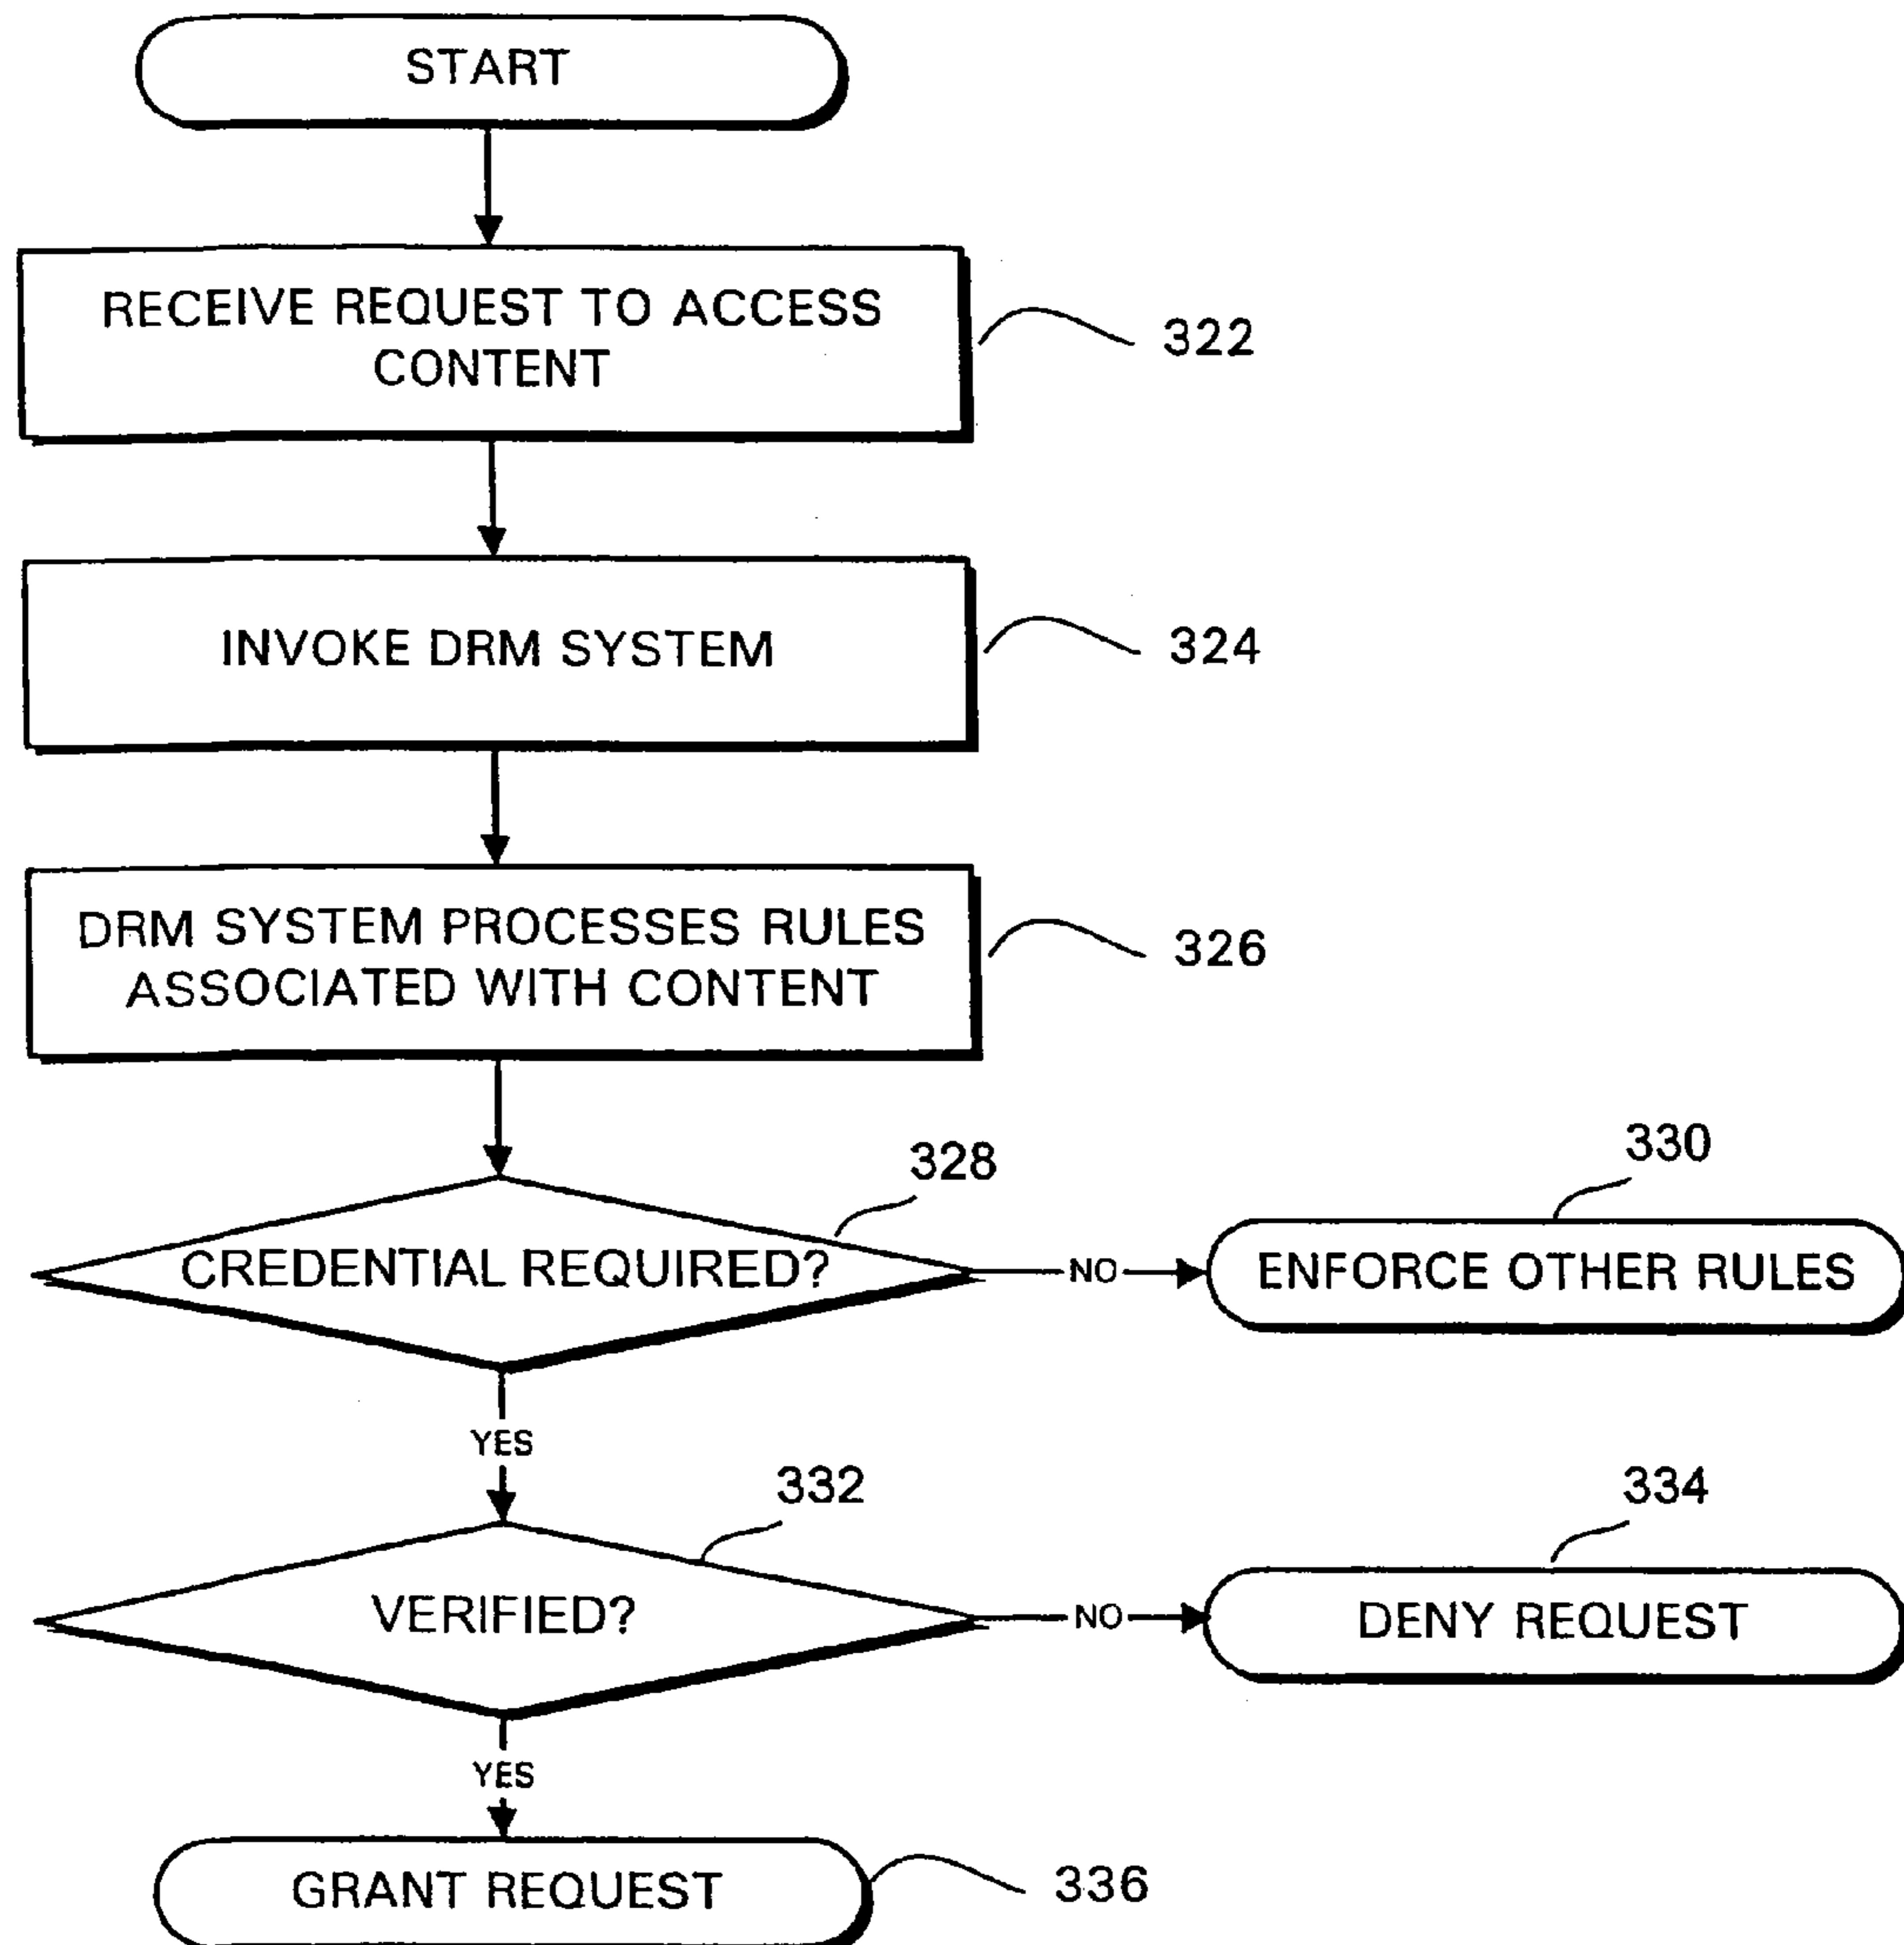 START
RECEIVE REQUEST TO ACCESS
CONTENT
322
INVOKE DRM SYSTEM
324
DRM SYSTEM PROCESSES RULES
ASSOCIATED WITH CONTENT
326
328
330
CREDENTIAL REQUIRED?
NO
ENFORCE OTHER RULES
YES
332
334
VERIFIED?
NO
DENY REQUEST
YES
GRANT REQUEST
336